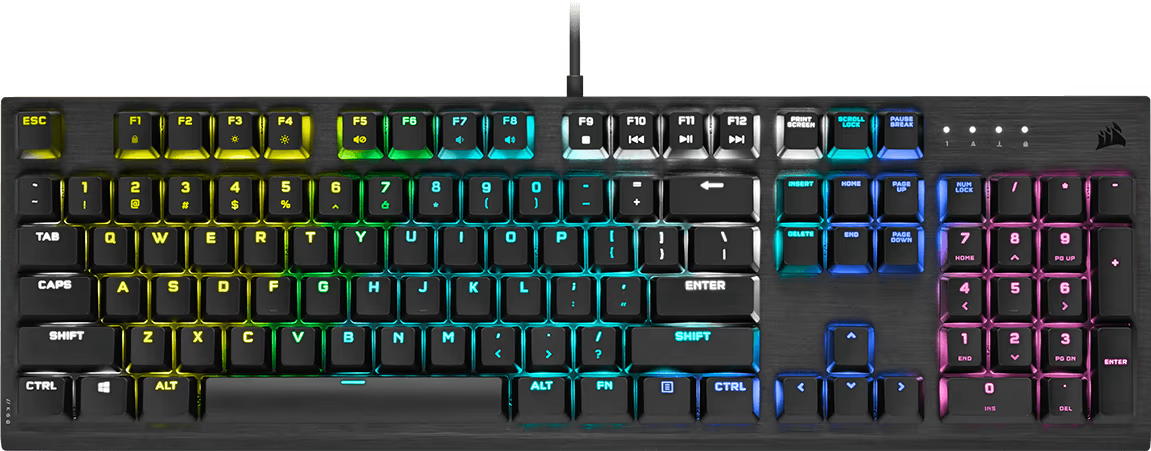 ESC F1 F2 F3 F4 F5 F6 F7 F8 F9 F10 F11 F12 PRINT SCREEN SCROLL LOCK PAUSE BREAK
1 A
~ ! @ # $ % ^ & * ( ) - =
~ 1 2 3 4 5 6 7 8 9 0 _ + INSERT HOME PAGE UP NUM LOCK / * -
TAB Q W E R T Y U I O P [ ] \ DELETE END PAGE DOWN 7 8 9 +
{ } | HOME PG UP
CAPS A S D F G H J K L ; ' ENTER 4 5 6
: "
SHIFT Z X C V B N M , . / SHIFT 1 2 3 ENTER
< > ? END PG DN
CTRL ALT ALT FN CTRL 0 .
INS DEL
//K60